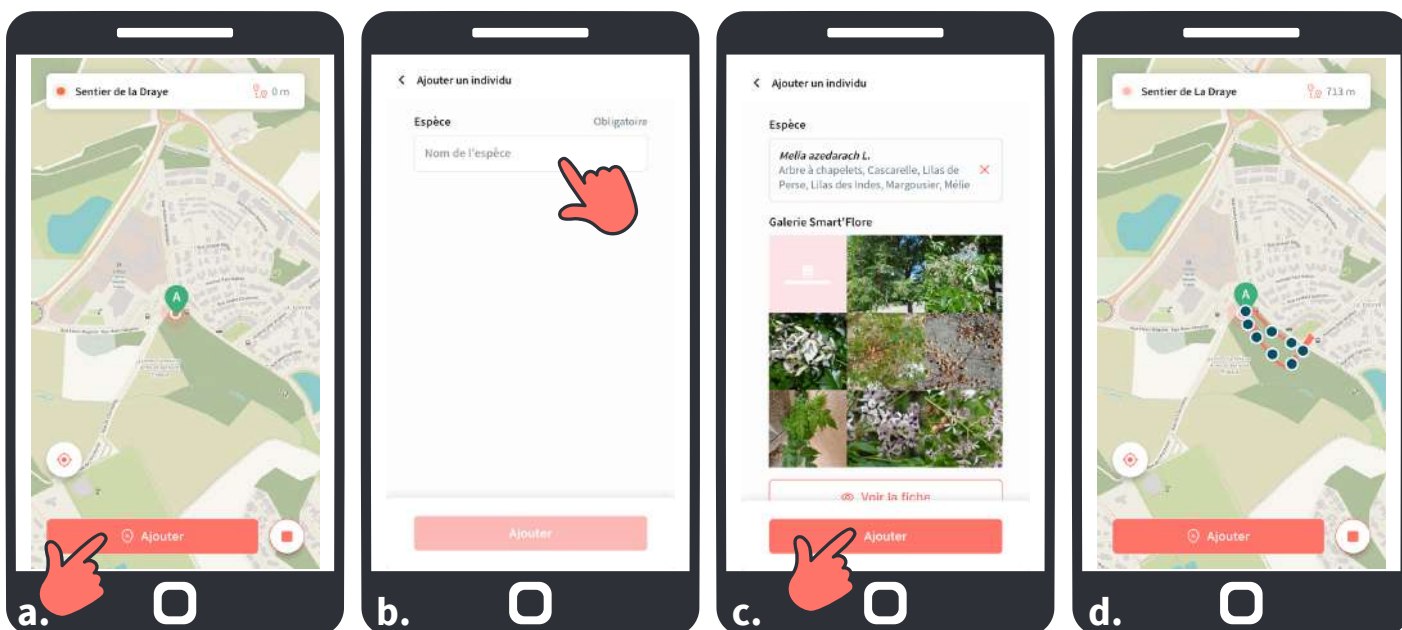 Sentier de la Draye
0 m
A
Ajouter
a.
Ajouter un individu
Espèce
Obligatoire
Nom de l'espèce
Ajouter
b.
Ajouter un individu
Espèce
Melia azedarach L.
Arbre à chapelets, Cascarelle, Lilas de
Perse, Lilas des Indes, Margousier, Mélie
Galerie Smart'Flore
Voir la fiche
Ajouter
c.
Sentier de La Draye
713 m
A
Ajouter
d.